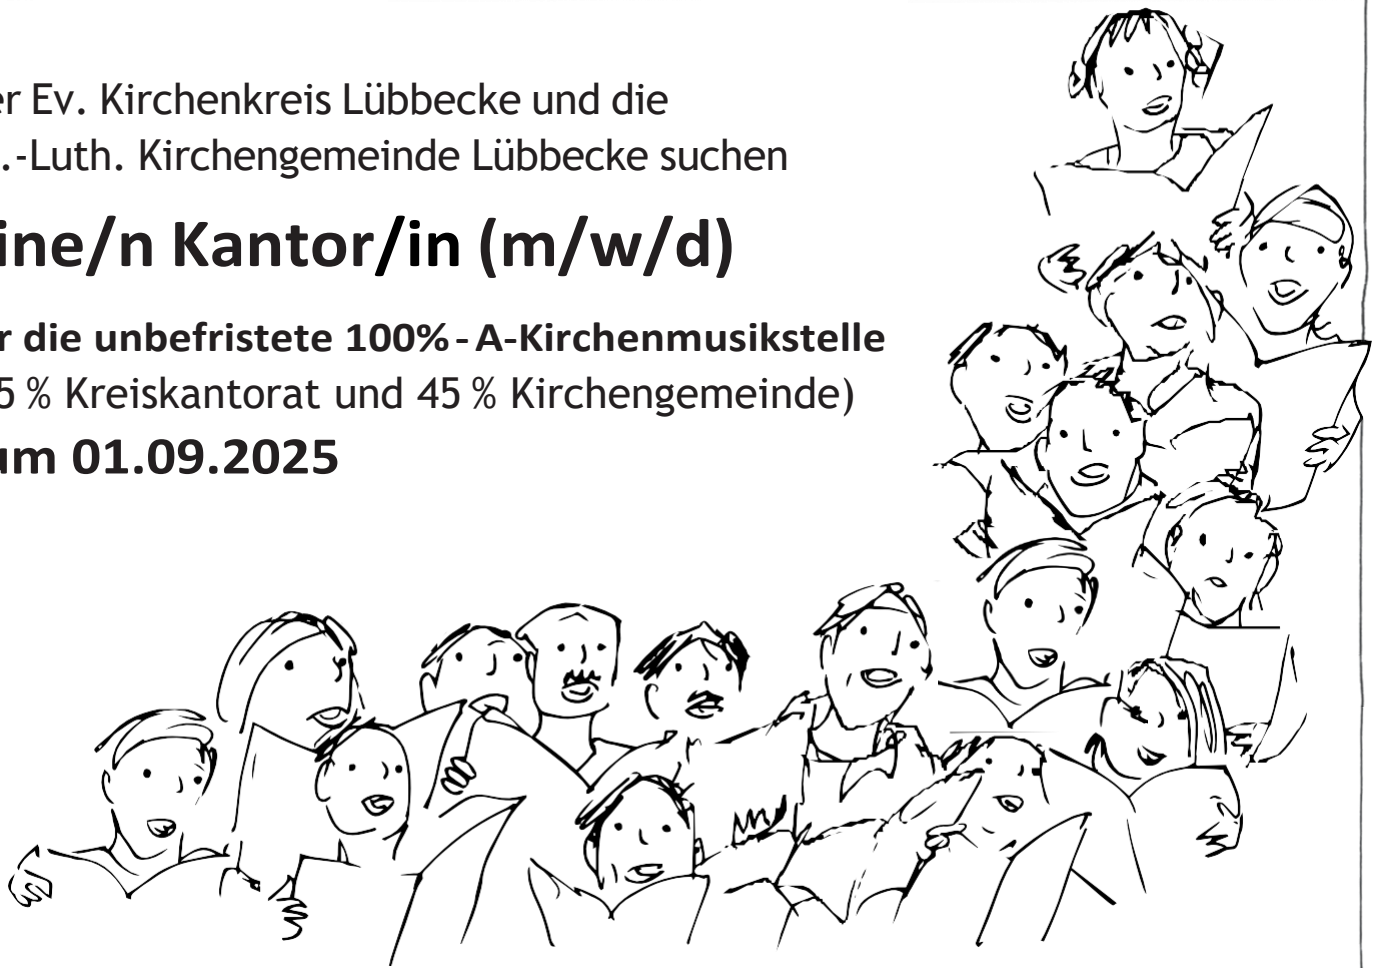 er Ev. Kirchenkreis Lübbecke und die
.-Luth. Kirchengemeinde Lübbecke suchen
ine/n Kantor/in (m/w/d)
r die unbefristete 100% - A-Kirchenmusikstelle
5 % Kreiskantorat und 45 % Kirchengemeinde)
um 01.09.2025